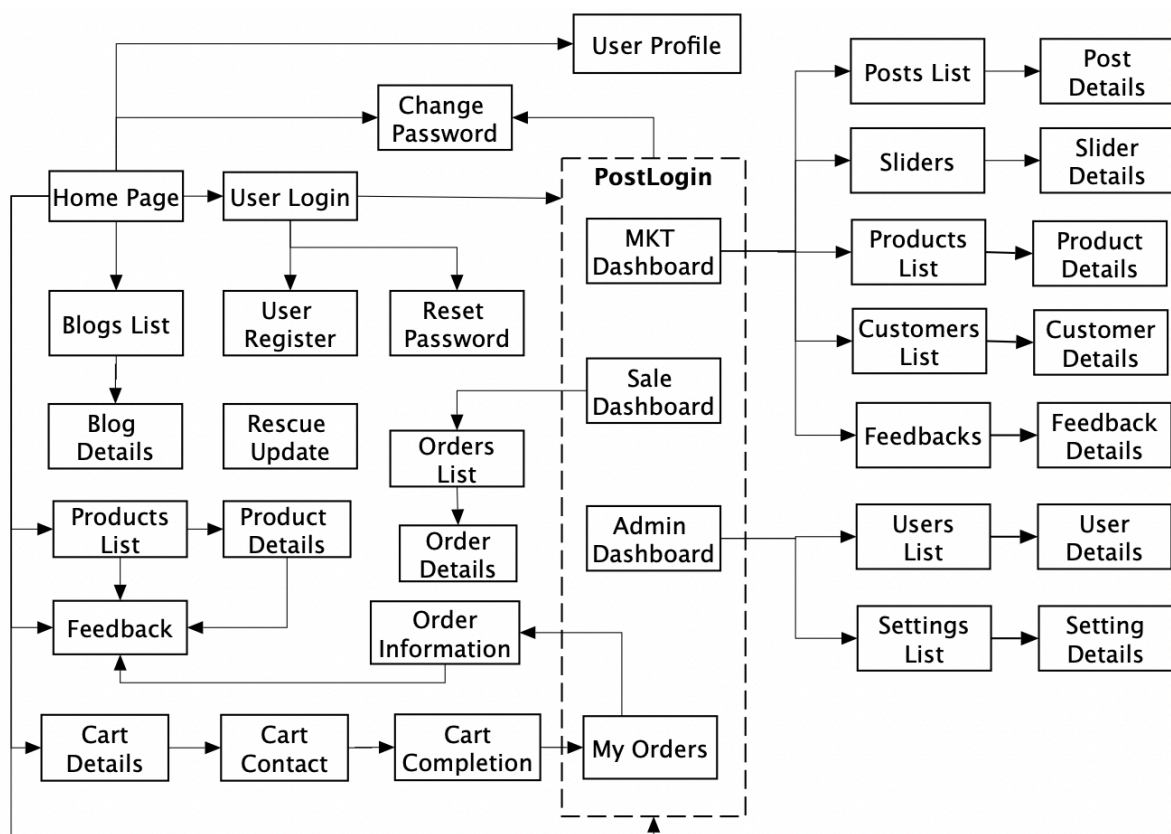 User Profile
Change
Password
Home Page
User Login
PostLogin
MKT
Dashboard
Blogs List
User
Register
Reset
Password
Blog
Details
Rescue
Update
Sale
Dashboard
Orders
List
Products
List
Product
Details
Order
Details
Admin
Dashboard
Feedback
Order
Information
Cart
Details
Cart
Contact
Cart
Completion
My Orders
Posts List
Post
Details
Sliders
Slider
Details
Products
List
Product
Details
Customers
List
Customer
Details
Feedbacks
Feedback
Details
Users
List
User
Details
Settings
List
Setting
Details